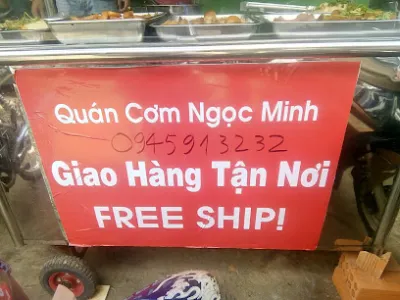 Quán Cơm Ngọc Minh
0945913232
Giao Hàng Tận Nơi
FREE SHIP!